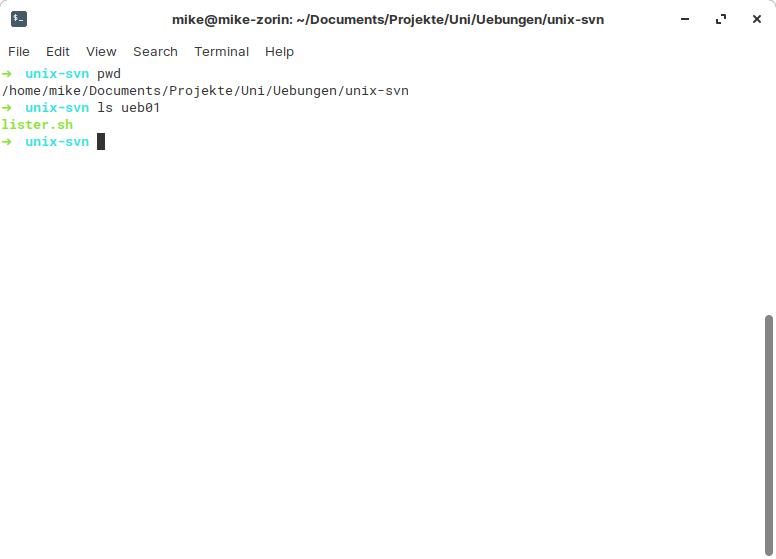 mike@mike-zorin: ~/Documents/Projekte/Uni/Uebungen/unix-svn
File Edit View Search Terminal Help
➜ unix-svn pwd
/home/mike/Documents/Projekte/Uni/Uebungen/unix-svn
➜ unix-svn ls ueb01
lister.sh
➜ unix-svn